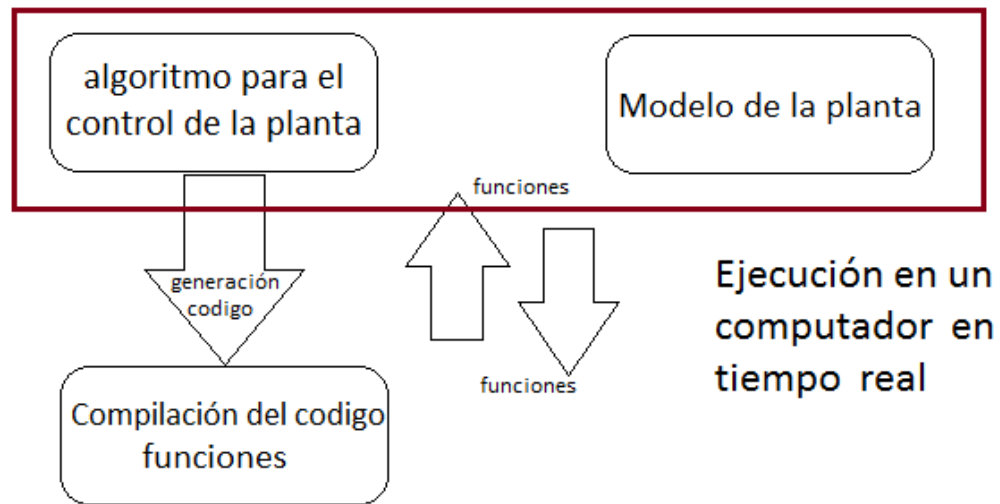 algoritmo para el
control de la planta
Modelo de la planta
funciones
generación
codigo
funciones
Ejecución en un
computador en
tiempo real
Compilación del codigo
funciones